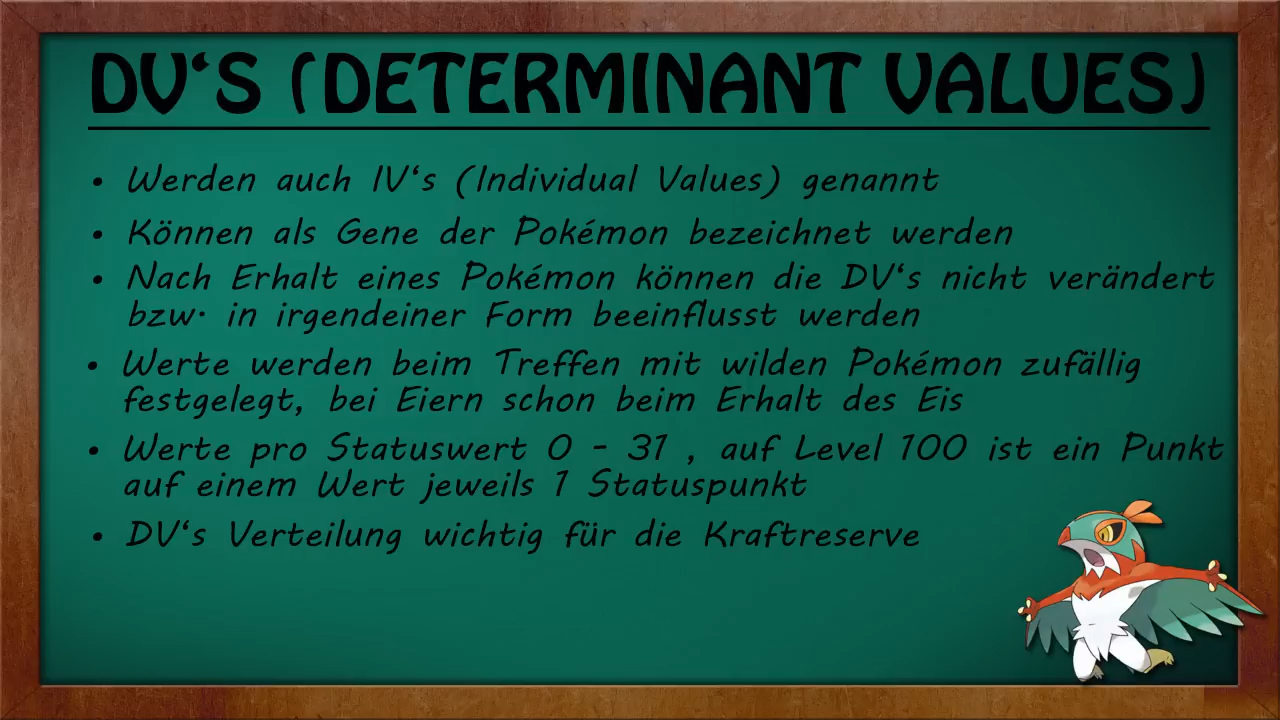 DV‘S (DETERMINANT VALUES)
• Werden auch IV‘s (Individual Values) genannt
• Können als Gene der Pokémon bezeichnet werden
• Nach Erhalt eines Pokémon können die DV‘s nicht verändert
bzw. in irgendeiner Form beeinflusst werden
• Werte werden beim Treffen mit wilden Pokémon zufällig
festgelegt, bei Eiern schon beim Erhalt des Eis
• Werte pro Statuswert 0 - 31 , auf Level 100 ist ein Punkt
auf einem Wert jeweils 1 Statuspunkt
• DV‘s Verteilung wichtig für die Kraftreserve